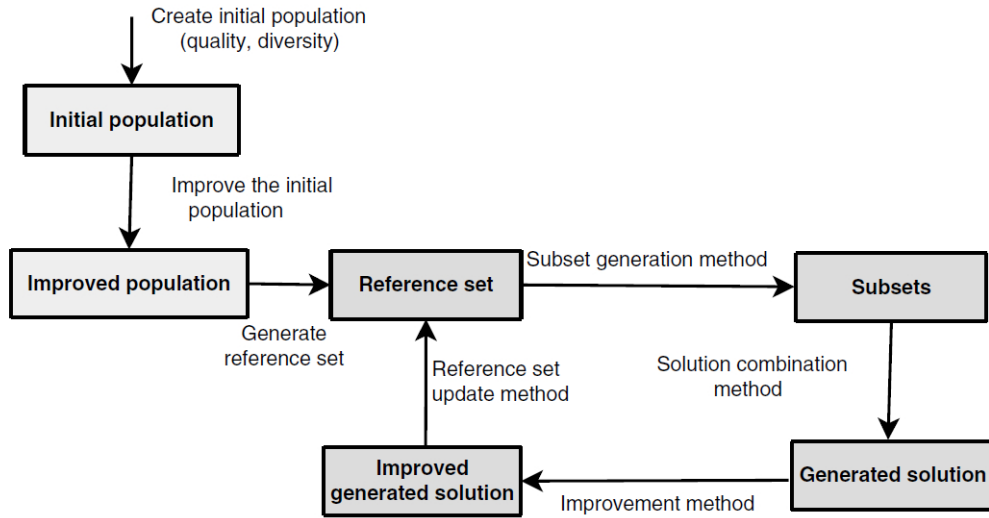 Create initial population
(quality, diversity)
Initial population
Improve the initial
population
Improved population
Generate
reference set
Reference set
Subset generation method
Subsets
Solution combination
method
Generated solution
Improvement method
Improved
generated solution
Reference set
update method